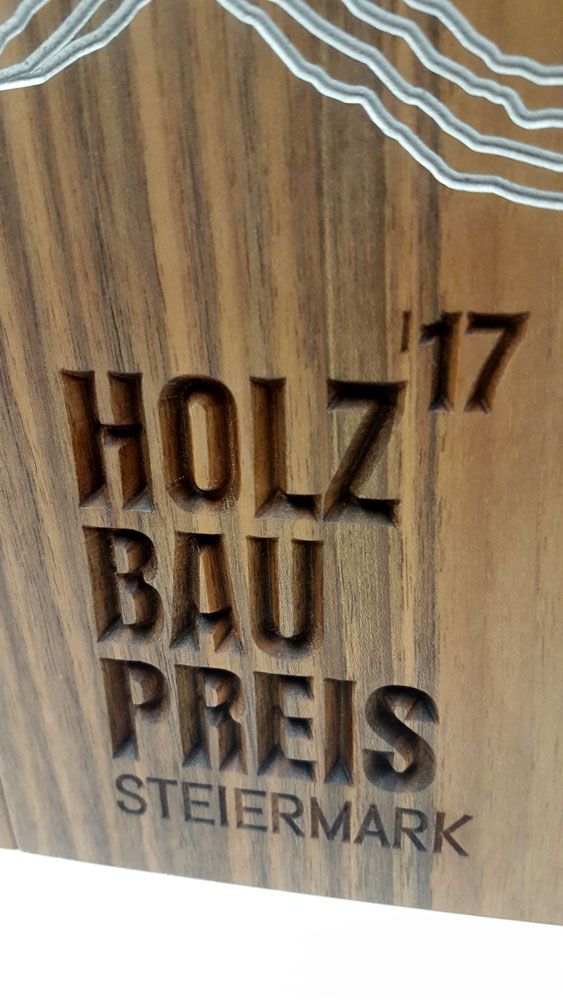 HOLZ '17
BAU
PREIS
STEIERMARK